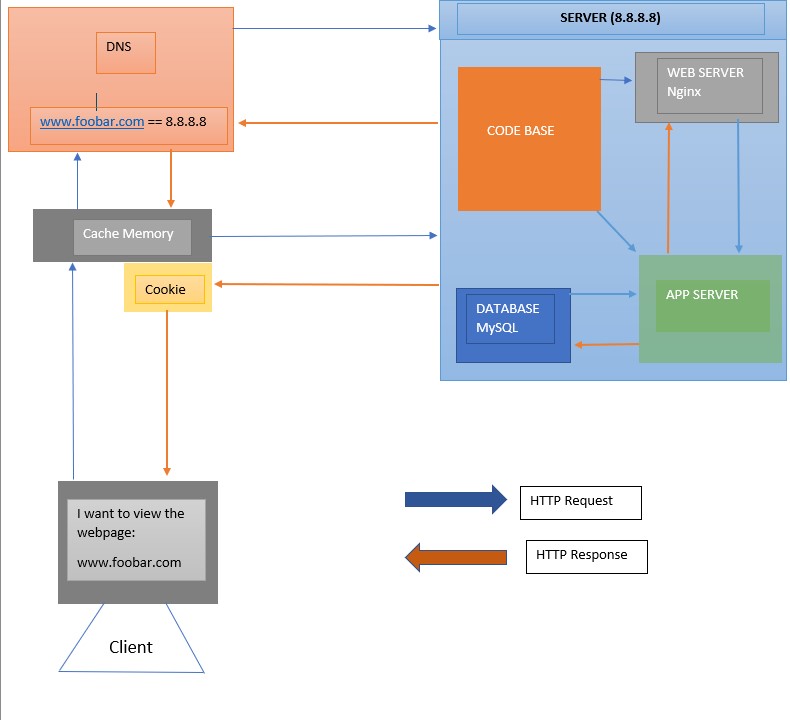 SERVER (8.8.8.8)
DNS
www.foobar.com == 8.8.8.8
WEB SERVER
Nginx
CODE BASE
Cache Memory
Cookie
DATABASE
MySQL
APP SERVER
I want to view the
webpage:
www.foobar.com
HTTP Request
HTTP Response
Client